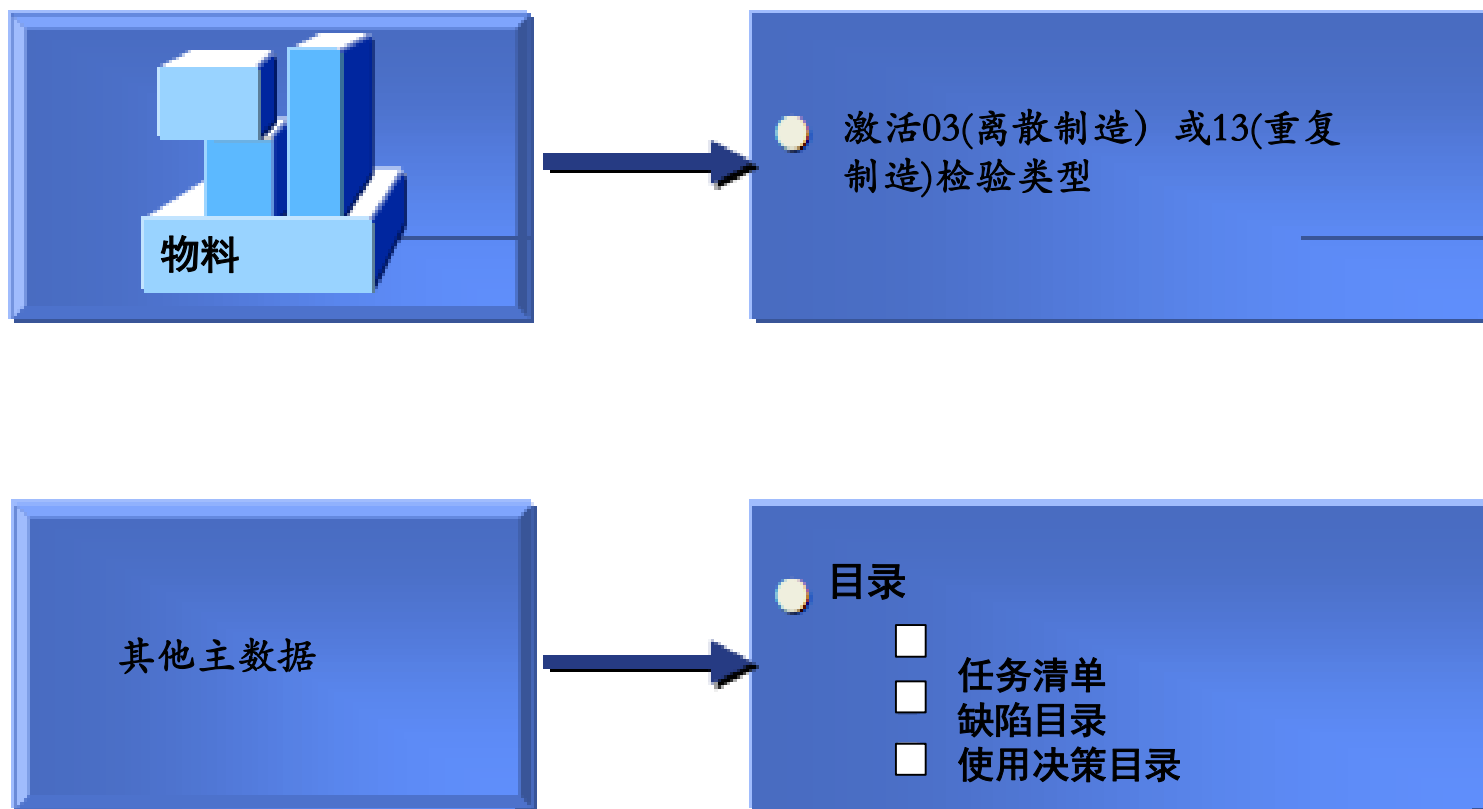 物料
激活03(离散制造）或13(重复
制造)检验类型
其他主数据
目录
任务清单
缺陷目录
使用决策目录